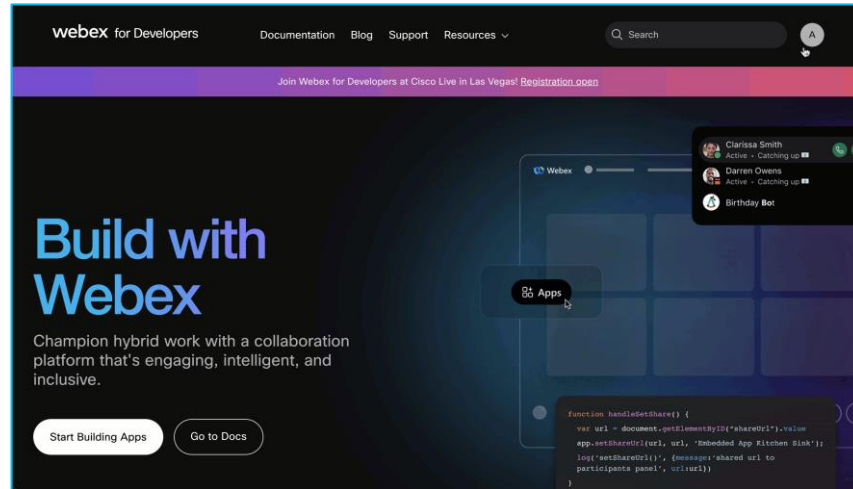 webex for Developers
Documentation Blog Support Resources
Search
A
Join Webex for Developers at Cisco Live in Las Vegas! Registration open
Clarissa Smith
Active • Catching up
Darren Owens
Active • Catching up
Birthday Bot
Webex
Apps
Build with
Webex
Champion hybrid work with a collaboration
platform that's engaging, intelligent, and
inclusive.
Start Building Apps
Go to Docs
function handleSetShare() {
var url = document.getElementByID("shareUrl").value
app.setShareUrl(url, url, 'Embedded App Kitchen Sink');
log('setShareUrl()', {message:'shared url to
participants panel', url:url})
}